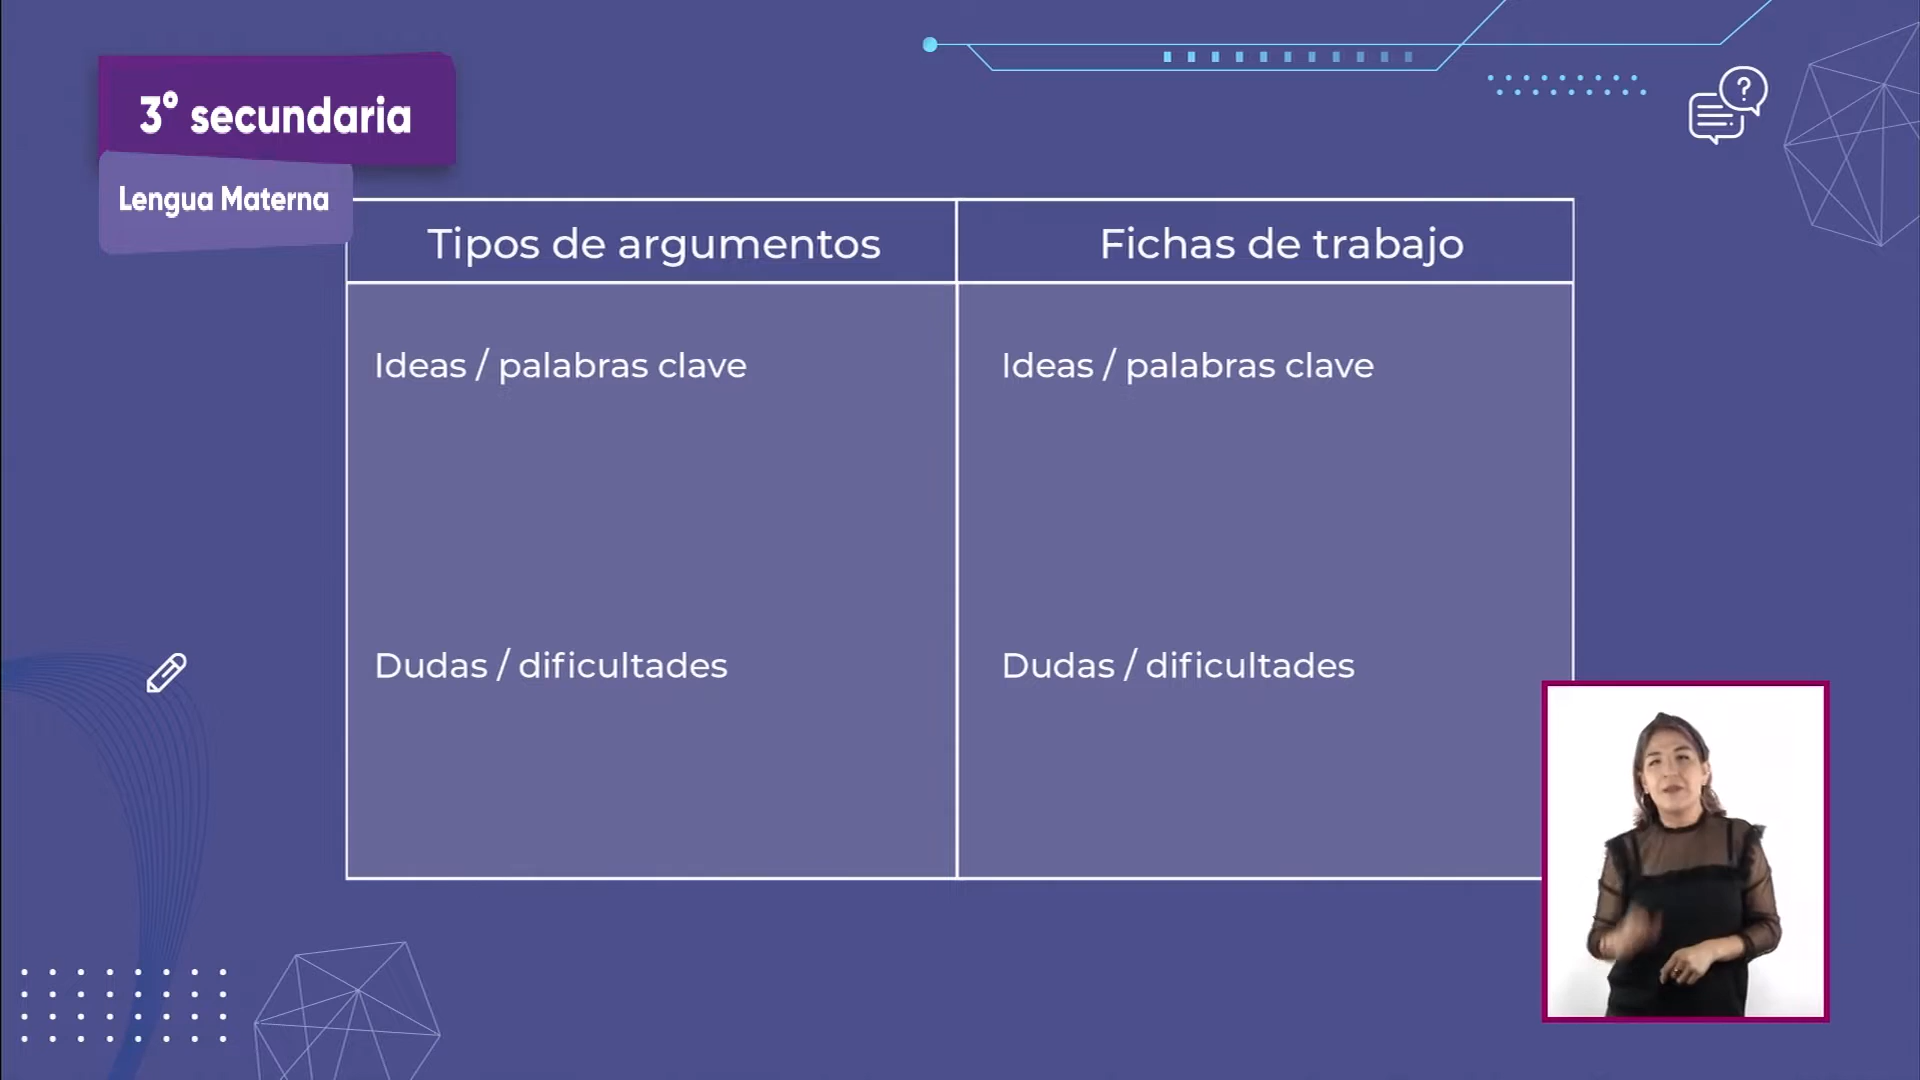 3° secundaria
Lengua Materna
Tipos de argumentos
Fichas de trabajo
Ideas / palabras clave
Ideas / palabras clave
Dudas / dificultades
Dudas / dificultades
?